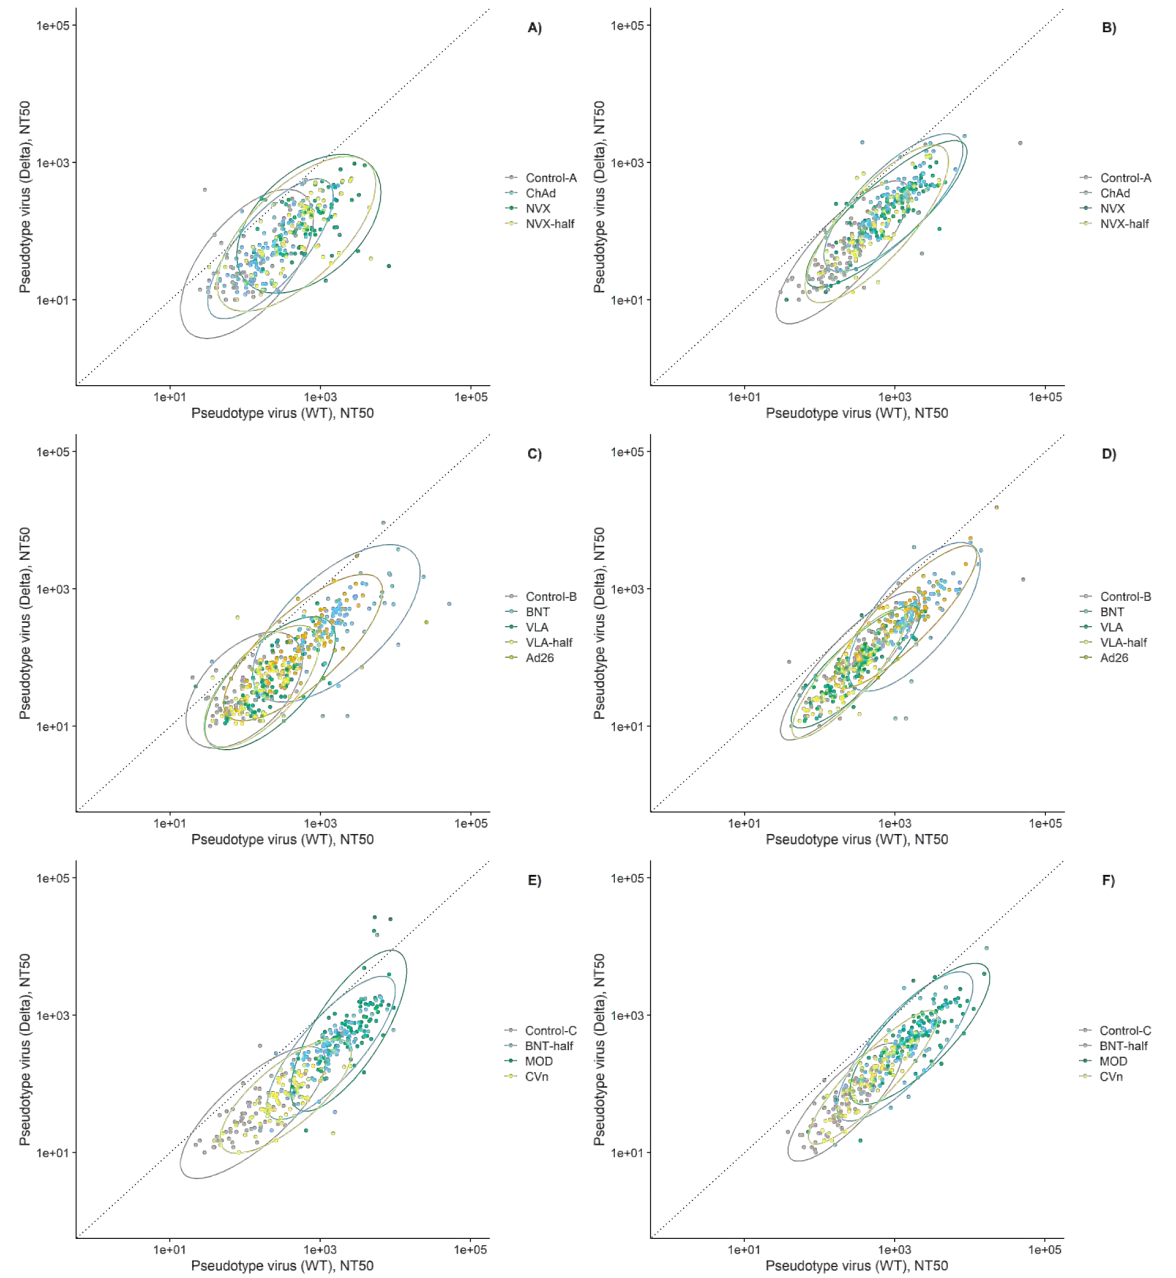 A)
1e+05
1e+03
1e+01
Pseudotype virus (Delta), NT50
Control-A
ChAd
NVX
NVX-half
1e+01
1e+03
1e+05
Pseudotype virus (WT), NT50
B)
1e+05
1e+03
1e+01
Pseudotype virus (Delta), NT50
Control-A
ChAd
NVX
NVX-half
1e+01
1e+03
1e+05
Pseudotype virus (WT), NT50
C)
1e+05
1e+03
1e+01
Pseudotype virus (Delta), NT50
Control-B
BNT
VLA
VLA-half
Ad26
1e+01
1e+03
1e+05
Pseudotype virus (WT), NT50
D)
1e+05
1e+03
1e+01
Pseudotype virus (Delta), NT50
Control-B
BNT
VLA
VLA-half
Ad26
1e+01
1e+03
1e+05
Pseudotype virus (WT), NT50
E)
1e+05
1e+03
1e+01
Pseudotype virus (Delta), NT50
Control-C
BNT-half
MOD
CVn
1e+01
1e+03
1e+05
Pseudotype virus (WT), NT50
F)
1e+05
1e+03
1e+01
Pseudotype virus (Delta), NT50
Control-C
BNT-half
MOD
CVn
1e+01
1e+03
1e+05
Pseudotype virus (WT), NT50